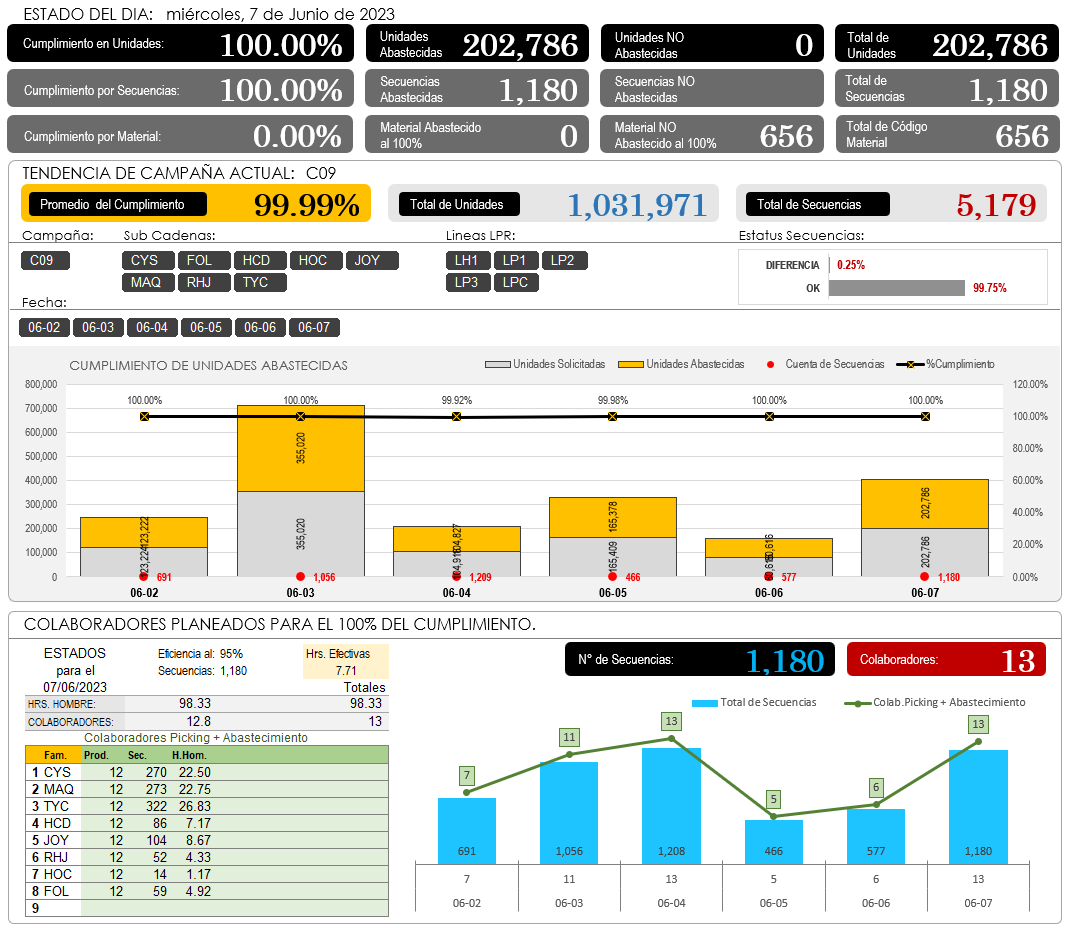 ESTADO DEL DIA: miércoles, 7 de Junio de 2023
Cumplimiento en Unidades: 100.00%
Unidades Abastecidas 202,786
Unidades NO Abastecidas 0
Total de Unidades 202,786
Cumplimiento por Secuencias: 100.00%
Secuencias Abastecidas 1,180
Secuencias NO Abastecidas
Total de Secuencias 1,180
Cumplimiento por Material: 0.00%
Material Abastecido al 100% 0
Material NO Abastecido al 100% 656
Total de Código Material 656
TENDENCIA DE CAMPAÑA ACTUAL: C09
Promedio del Cumplimiento 99.99%
Total de Unidades 1,031,971
Total de Secuencias 5,179
Campaña: Sub Cadenas: Lineas LPR: Estatus Secuencias:
C09 CYS FOL HCD HOC JOY LH1 LP1 LP2
MAQ RHJ TYC LP3 LPC
DIFERENCIA 0.25%
OK 99.75%
Fecha:
06-02 06-03 06-04 06-05 06-06 06-07
CUMPLIMIENTO DE UNIDADES ABASTECIDAS
Unidades Solicitadas Unidades Abastecidas Cuenta de Secuencias %Cumplimiento
800,000 120.00%
700,000 100.00% 100.00% 99.92% 99.98% 100.00% 100.00% 100.00%
600,000 80.00%
500,000 355,020
400,000 60.00%
300,000 123,222 165,378 202,786
200,000 355,020 40.00%
100,000 123,224 165,409 202,786 20.00%
0 691 1,056 1,209 466 577 1,180 0.00%
06-02 06-03 06-04 06-05 06-06 06-07
COLABORADORES PLANEADOS PARA EL 100% DEL CUMPLIMIENTO.
ESTADOS Eficiencia al: 95% Hrs. Efectivas
para el Secuencias: 1,180 7.71
07/06/2023 Totales
HRS. HOMBRE: 98.33 98.33
COLABORADORES: 12.8 13
Colaboradores Picking + Abastecimiento
Fam. Prod. Sec. H.Hom.
1 CYS 12 270 22.50
2 MAQ 12 273 22.75
3 TYC 12 322 26.83
4 HCD 12 86 7.17
5 JOY 12 104 8.67
6 RHJ 12 52 4.33
7 HOC 12 14 1.17
8 FOL 12 59 4.92
9
N° de Secuencias: 1,180
Colaboradores: 13
Total de Secuencias Colab.Picking + Abastecimiento
7 11 13 5 6 13
691 1,056 1,208 466 577 1,180
7 11 13 5 6 13
06-02 06-03 06-04 06-05 06-06 06-07